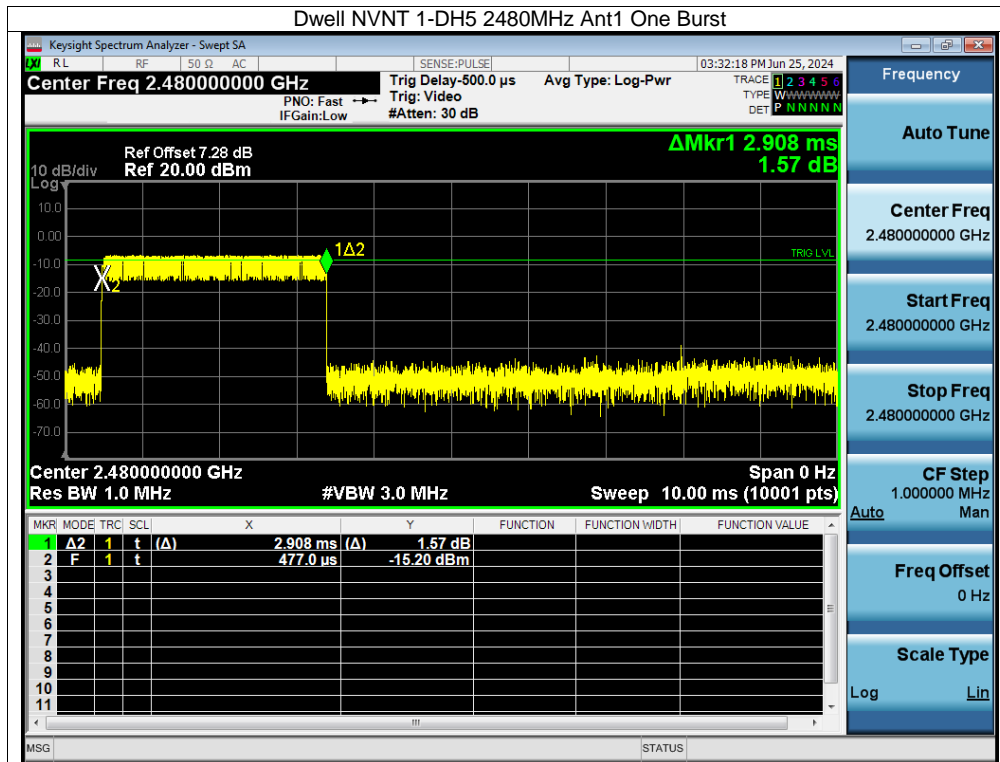 Dwell NVNT 1-DH5 2480MHz Ant1 One Burst
Keysight Spectrum Analyzer - Swept SA
LXI RL RF 50 Ω AC SENSE:PULSE 03:32:18 PM Jun 25, 2024
Center Freq 2.480000000 GHz Trig Delay-500.0 µs Avg Type: Log-Pwr TRACE 1 2 3 4 5 6
PNO: Fast Trig: Video TYPE WWWWWW
IFGain:Low #Atten: 30 dB DET P NNNNN
ΔMkr1 2.908 ms
1.57 dB
Ref Offset 7.28 dB
10 dB/div Ref 20.00 dBm
Log
10.0
0.00
1Δ2
TRIG LVL
-10.0
2
-20.0
-30.0
-40.0
-50.0
-60.0
-70.0
Center 2.480000000 GHz Span 0 Hz
Res BW 1.0 MHz #VBW 3.0 MHz Sweep 10.00 ms (10001 pts)
MKR MODE TRC SCL X Y FUNCTION FUNCTION WIDTH FUNCTION VALUE
1 Δ2 1 t (Δ) 2.908 ms (Δ) 1.57 dB
2 F 1 t 477.0 µs -15.20 dBm
3
4
5
6
7
8
9
10
11
MSG STATUS
Frequency
Auto Tune
Center Freq
2.480000000 GHz
Start Freq
2.480000000 GHz
Stop Freq
2.480000000 GHz
CF Step
1.000000 MHz
Auto Man
Freq Offset
0 Hz
Scale Type
Log Lin